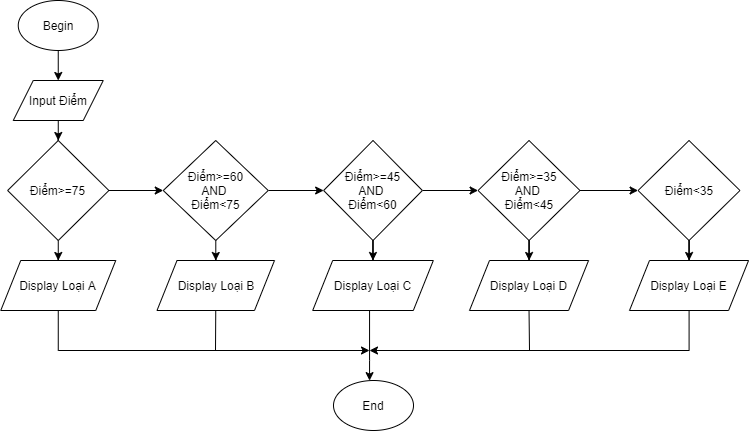 Begin
Input Điểm
Điểm>=75
Điểm>=60
AND
Điểm<75
Điểm>=45
AND
Điểm<60
Điểm>=35
AND
Điểm<45
Điểm<35
Display Loại A
Display Loại B
Display Loại C
Display Loại D
Display Loại E
End